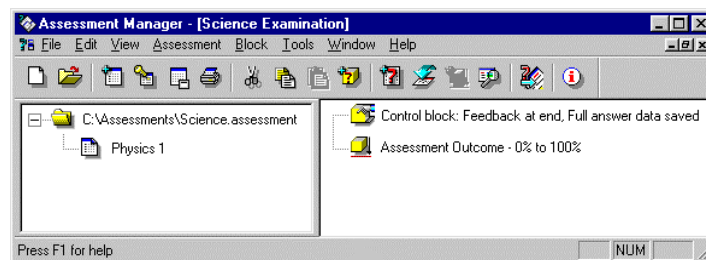 Assessment Manager - [Science Examination]
File Edit View Assessment Block Tools Window Help
C:\Assessments\Science.assessment
Physics 1
Control block: Feedback at end, Full answer data saved
Assessment Outcome - 0% to 100%
Press F1 for help
NUM